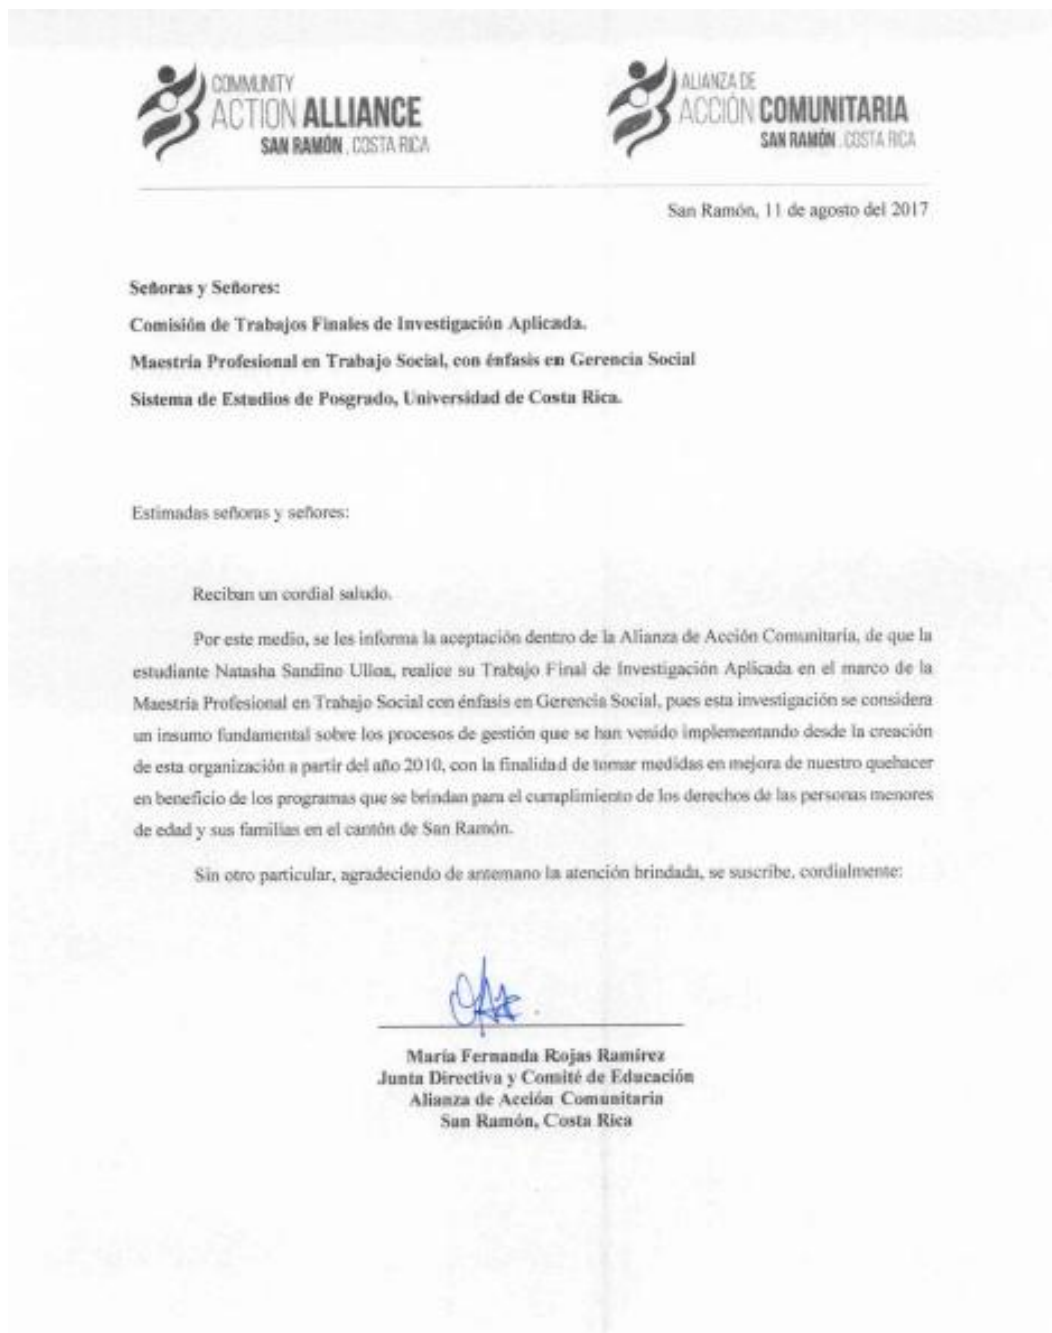 COMMUNITY
ACTION ALLIANCE
SAN RAMÓN, COSTA RICA
ALIANZA DE
ACCIÓN COMUNITARIA
SAN RAMÓN, COSTA RICA
San Ramón, 11 de agosto del 2017
Señoras y Señores:
Comisión de Trabajos Finales de Investigación Aplicada.
Maestría Profesional en Trabajo Social, con énfasis en Gerencia Social
Sistema de Estudios de Posgrado, Universidad de Costa Rica.
Estimadas señoras y señores:
Reciban un cordial saludo.
Por este medio, se les informa la aceptación dentro de la Alianza de Acción Comunitaria, de que la
estudiante Natasha Sandino Ulloa, realice su Trabajo Final de Investigación Aplicada en el marco de la
Maestría Profesional en Trabajo Social con énfasis en Gerencia Social, pues esta investigación se considera
un insumo fundamental sobre los procesos de gestión que se han venido implementando desde la creación
de esta organización a partir del año 2010, con la finalidad de tomar medidas en mejora de nuestro quehacer
en beneficio de los programas que se brindan para el cumplimiento de los derechos de las personas menores
de edad y sus familias en el cantón de San Ramón.
Sin otro particular, agradeciendo de antemano la atención brindada, se suscribe, cordialmente:
María Fernanda Rojas Ramírez
Junta Directiva y Comité de Educación
Alianza de Acción Comunitaria
San Ramón, Costa Rica